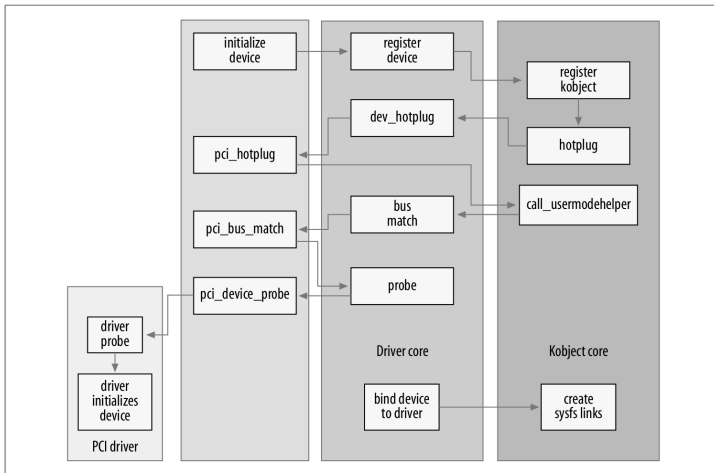 initialize
device
register
device
register
kobject
dev_hotplug
hotplug
pci_hotplug
call_usermodehelper
bus
match
pci_bus_match
probe
pci_device_probe
driver
probe
driver
initializes
device
PCI driver
Driver core
Kobject core
bind device
to driver
create
sysfs links